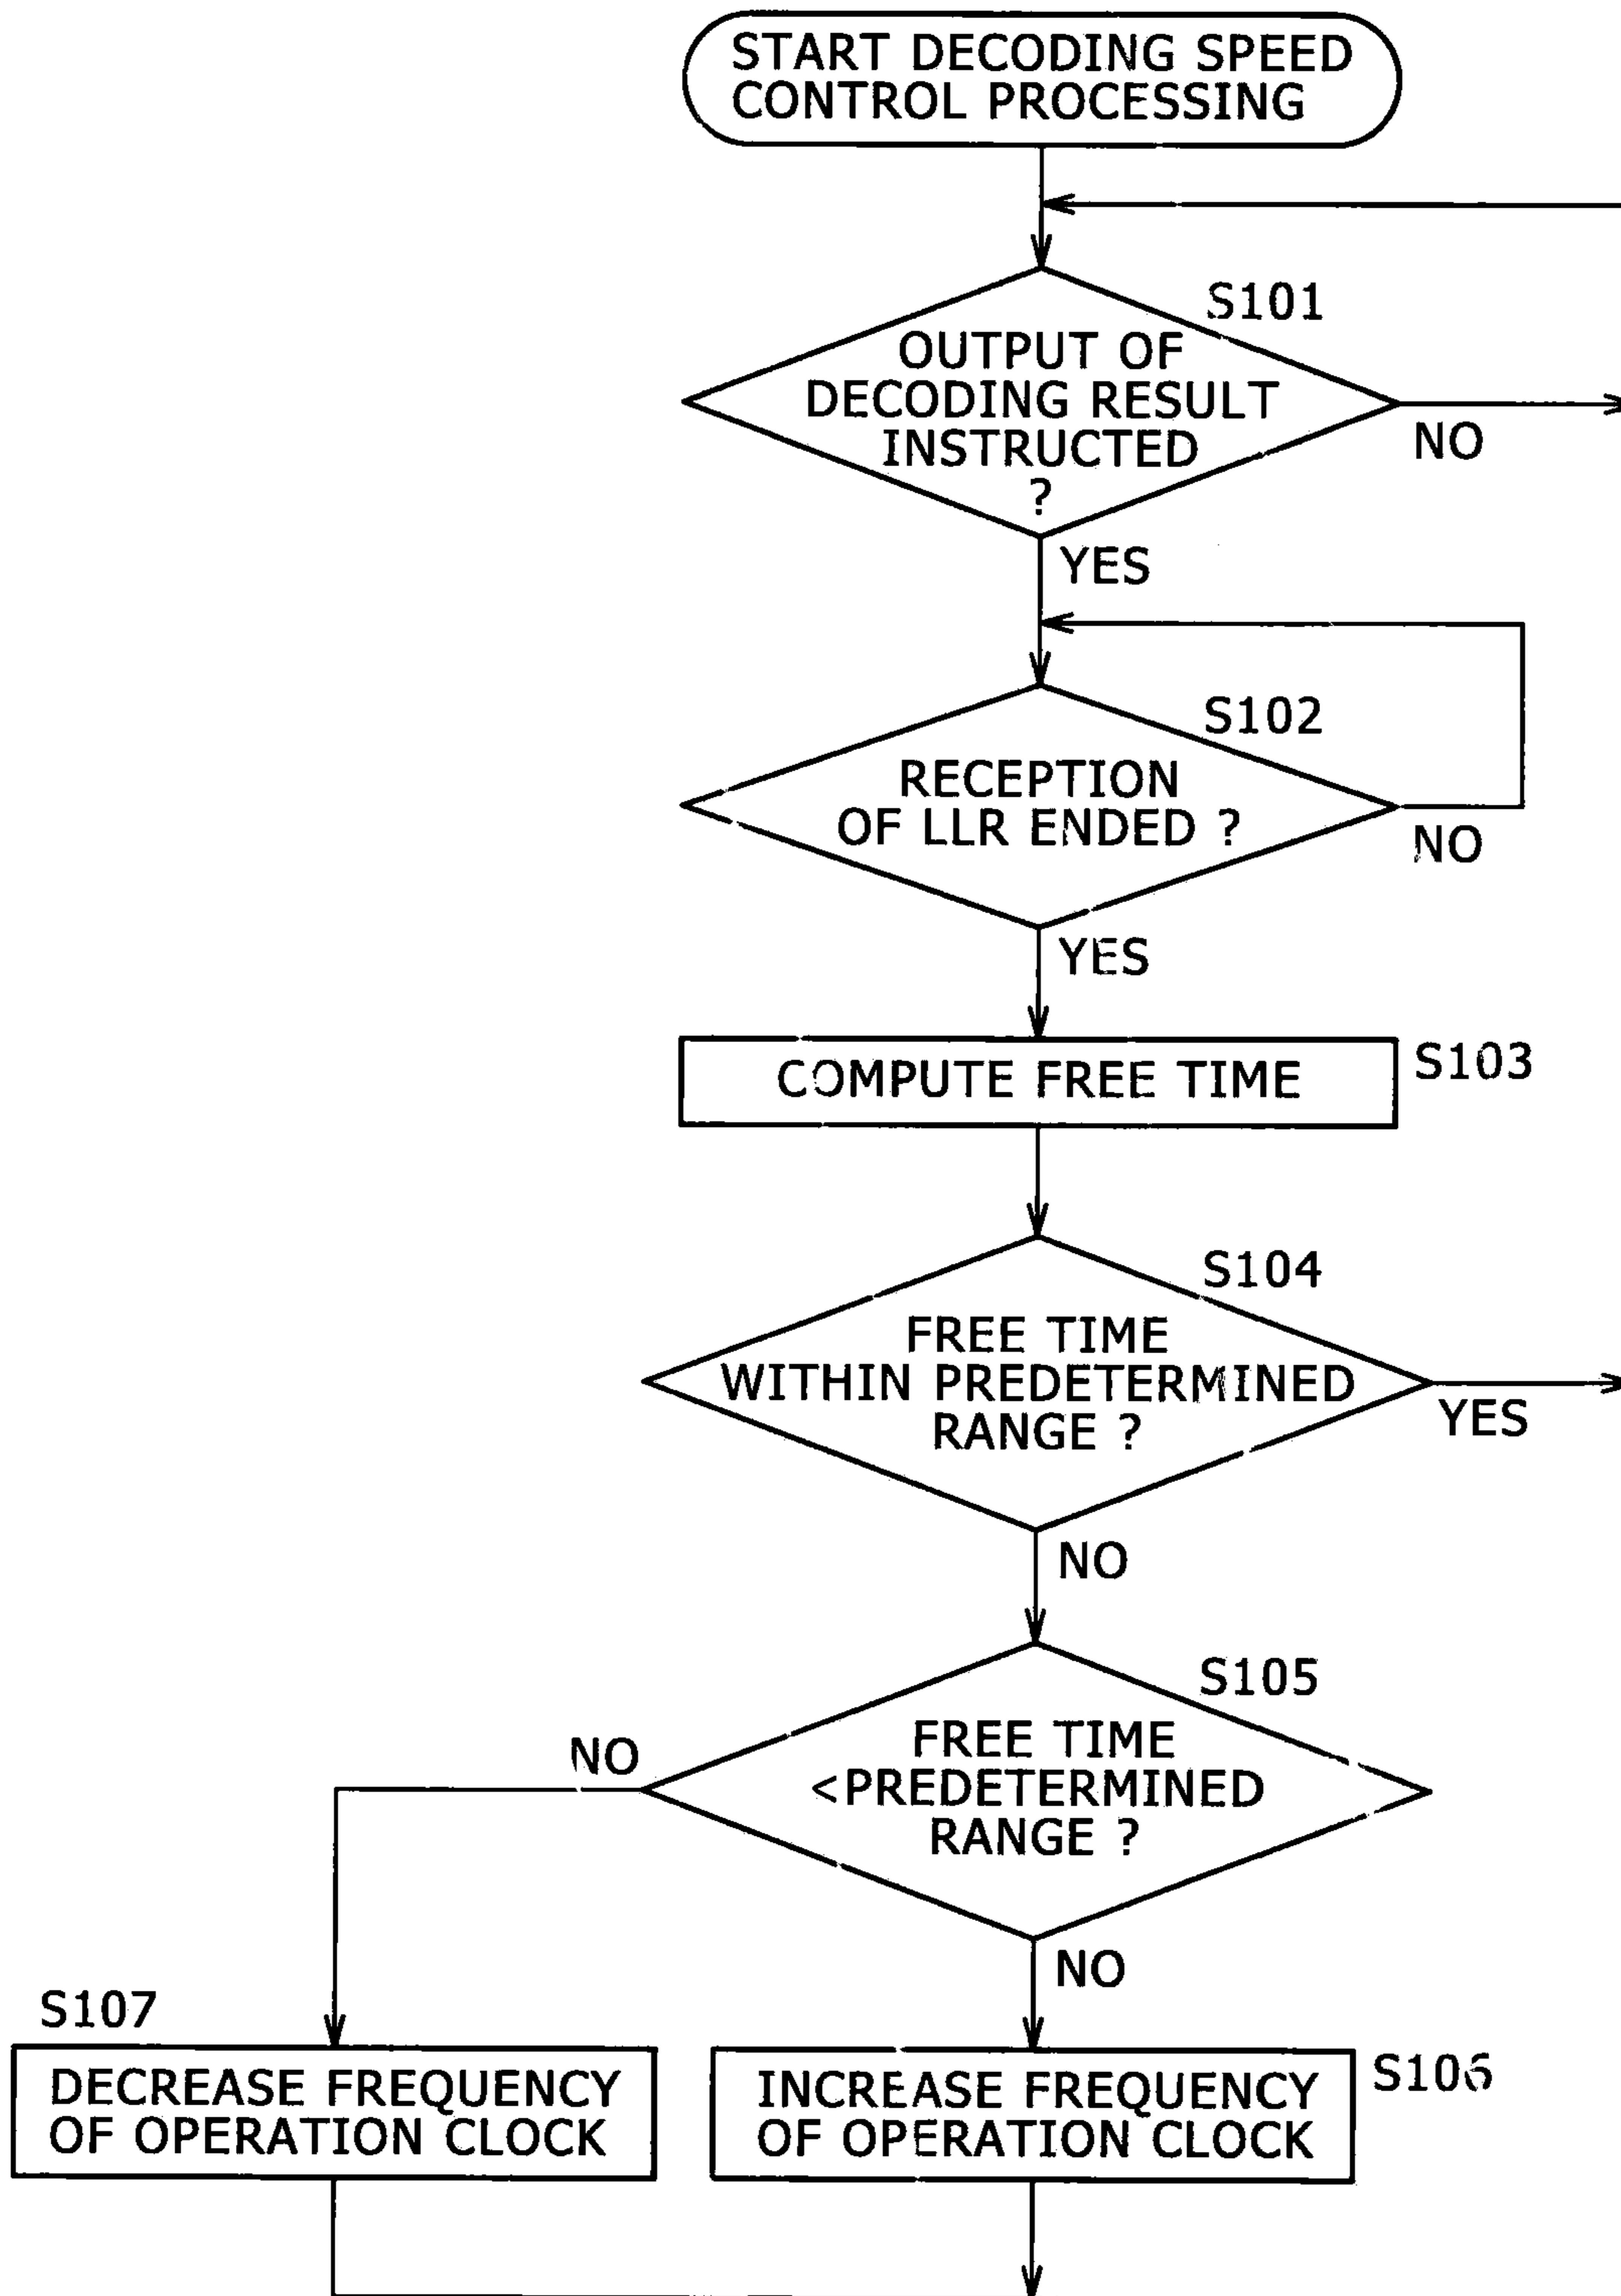 START DECODING SPEED
CONTROL PROCESSING
S101
OUTPUT OF
DECODING RESULT
INSTRUCTED
?
NO
YES
S102
RECEPTION
OF LLR ENDED ?
NO
YES
COMPUTE FREE TIME
S103
S104
FREE TIME
WITHIN PREDETERMINED
RANGE ?
YES
NO
S105
FREE TIME
<PREDETERMINED
RANGE ?
NO
NO
S107
DECREASE FREQUENCY
OF OPERATION CLOCK
INCREASE FREQUENCY
OF OPERATION CLOCK
S106